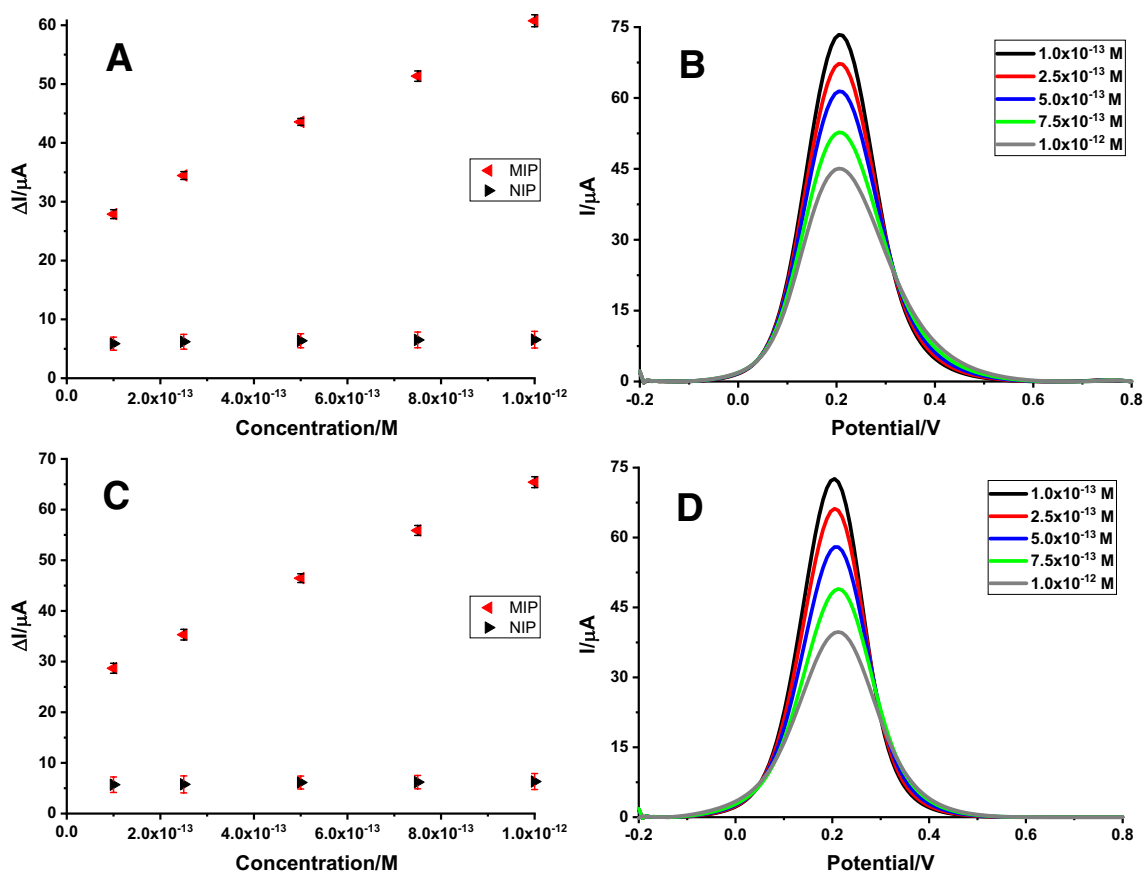 A
ΔI/μA
60
50
40
30
20
10
0
0.0
2.0x10⁻¹³
4.0x10⁻¹³
6.0x10⁻¹³
8.0x10⁻¹³
1.0x10⁻¹²
Concentration/M
MIP
NIP
B
I/μA
75
60
45
30
15
0
-0.2
0.0
0.2
0.4
0.6
0.8
Potential/V
1.0x10⁻¹³ M
2.5x10⁻¹³ M
5.0x10⁻¹³ M
7.5x10⁻¹³ M
1.0x10⁻¹² M
C
ΔI/μA
70
60
50
40
30
20
10
0
0.0
2.0x10⁻¹³
4.0x10⁻¹³
6.0x10⁻¹³
8.0x10⁻¹³
1.0x10⁻¹²
Concentration/M
MIP
NIP
D
I/μA
75
60
45
30
15
0
-0.2
0.0
0.2
0.4
0.6
0.8
Potential/V
1.0x10⁻¹³ M
2.5x10⁻¹³ M
5.0x10⁻¹³ M
7.5x10⁻¹³ M
1.0x10⁻¹² M